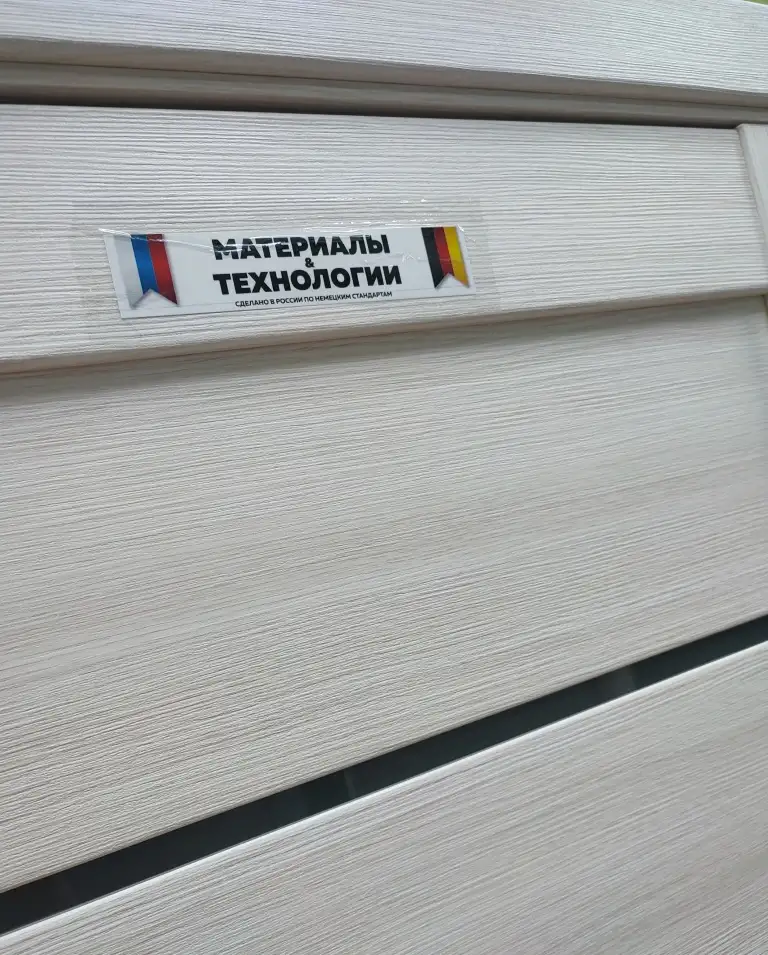 МАТЕРИАЛЫ
&
ТЕХНОЛОГИИ
СДЕЛАНО В РОССИИ ПО НЕМЕЦКИМ СТАНДАРТАМ